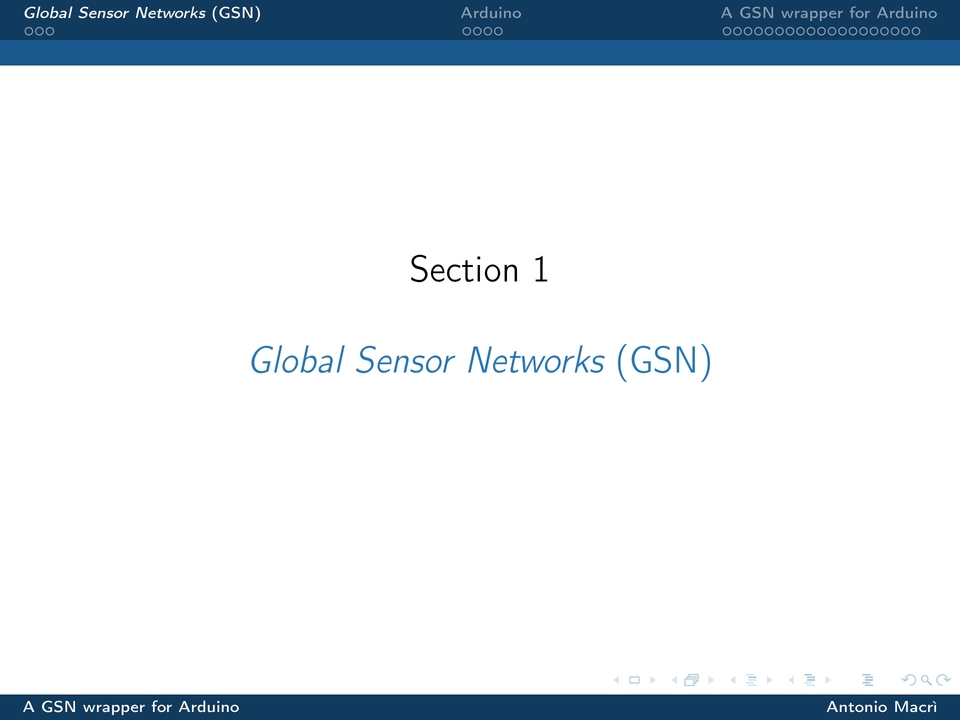 Global Sensor Networks (GSN) Arduino A GSN wrapper for Arduino
Section 1
Global Sensor Networks (GSN)
A GSN wrapper for Arduino Antonio Macrì